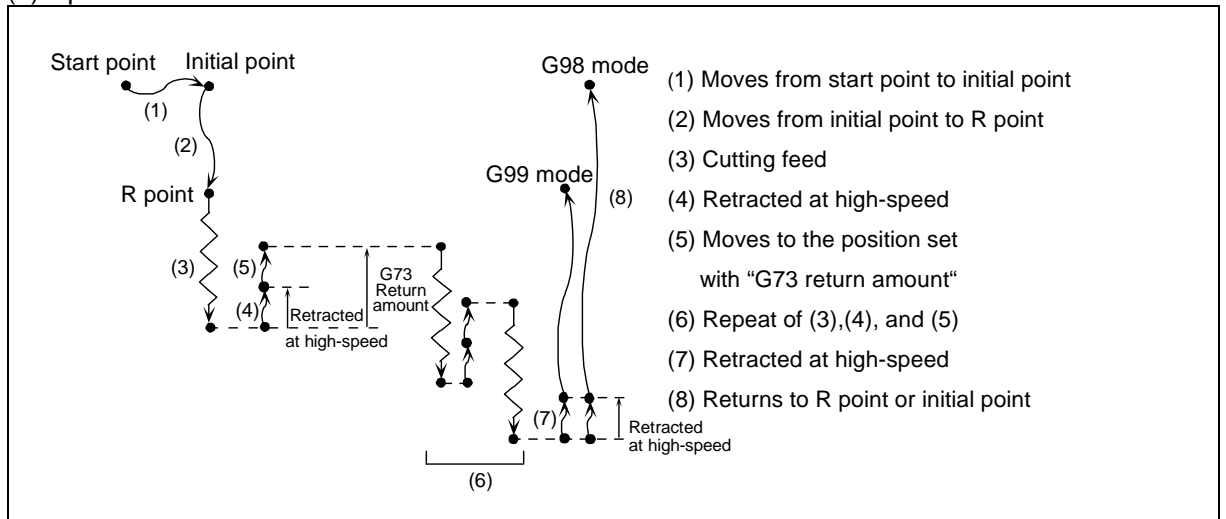 Start point
Initial point
(1)
(2)
R point
(3)
(5)
(4)
Retracted
at high-speed
G73
Return
amount
(6)
G99 mode
G98 mode
(8)
(7)
Retracted
at high-speed
(1) Moves from start point to initial point
(2) Moves from initial point to R point
(3) Cutting feed
(4) Retracted at high-speed
(5) Moves to the position set
with “G73 return amount“
(6) Repeat of (3),(4), and (5)
(7) Retracted at high-speed
(8) Returns to R point or initial point